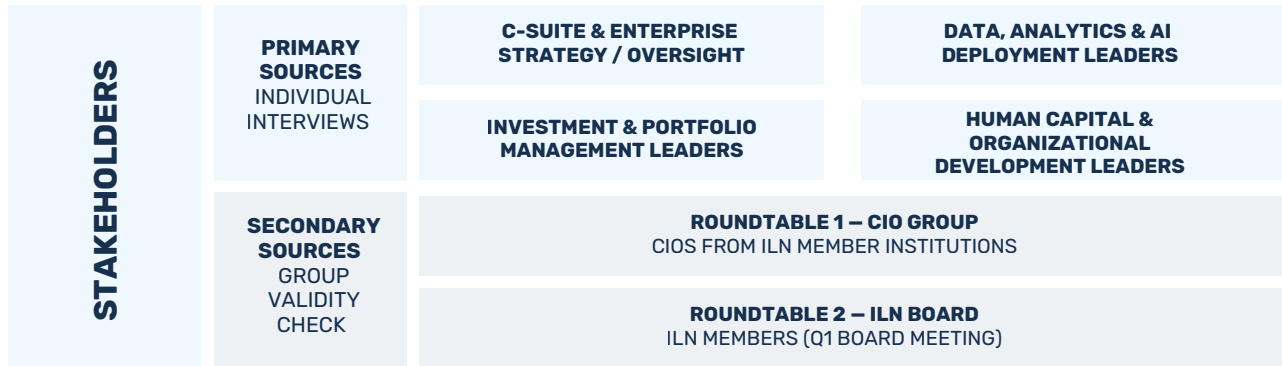 STAKEHOLDERS
PRIMARY
SOURCES
INDIVIDUAL
INTERVIEWS
C-SUITE & ENTERPRISE
STRATEGY / OVERSIGHT
DATA, ANALYTICS & AI
DEPLOYMENT LEADERS
INVESTMENT & PORTFOLIO
MANAGEMENT LEADERS
HUMAN CAPITAL &
ORGANIZATIONAL
DEVELOPMENT LEADERS
SECONDARY
SOURCES
GROUP
VALIDITY
CHECK
ROUNDTABLE 1 – CIO GROUP
CIOS FROM ILN MEMBER INSTITUTIONS
ROUNDTABLE 2 – ILN BOARD
ILN MEMBERS (Q1 BOARD MEETING)